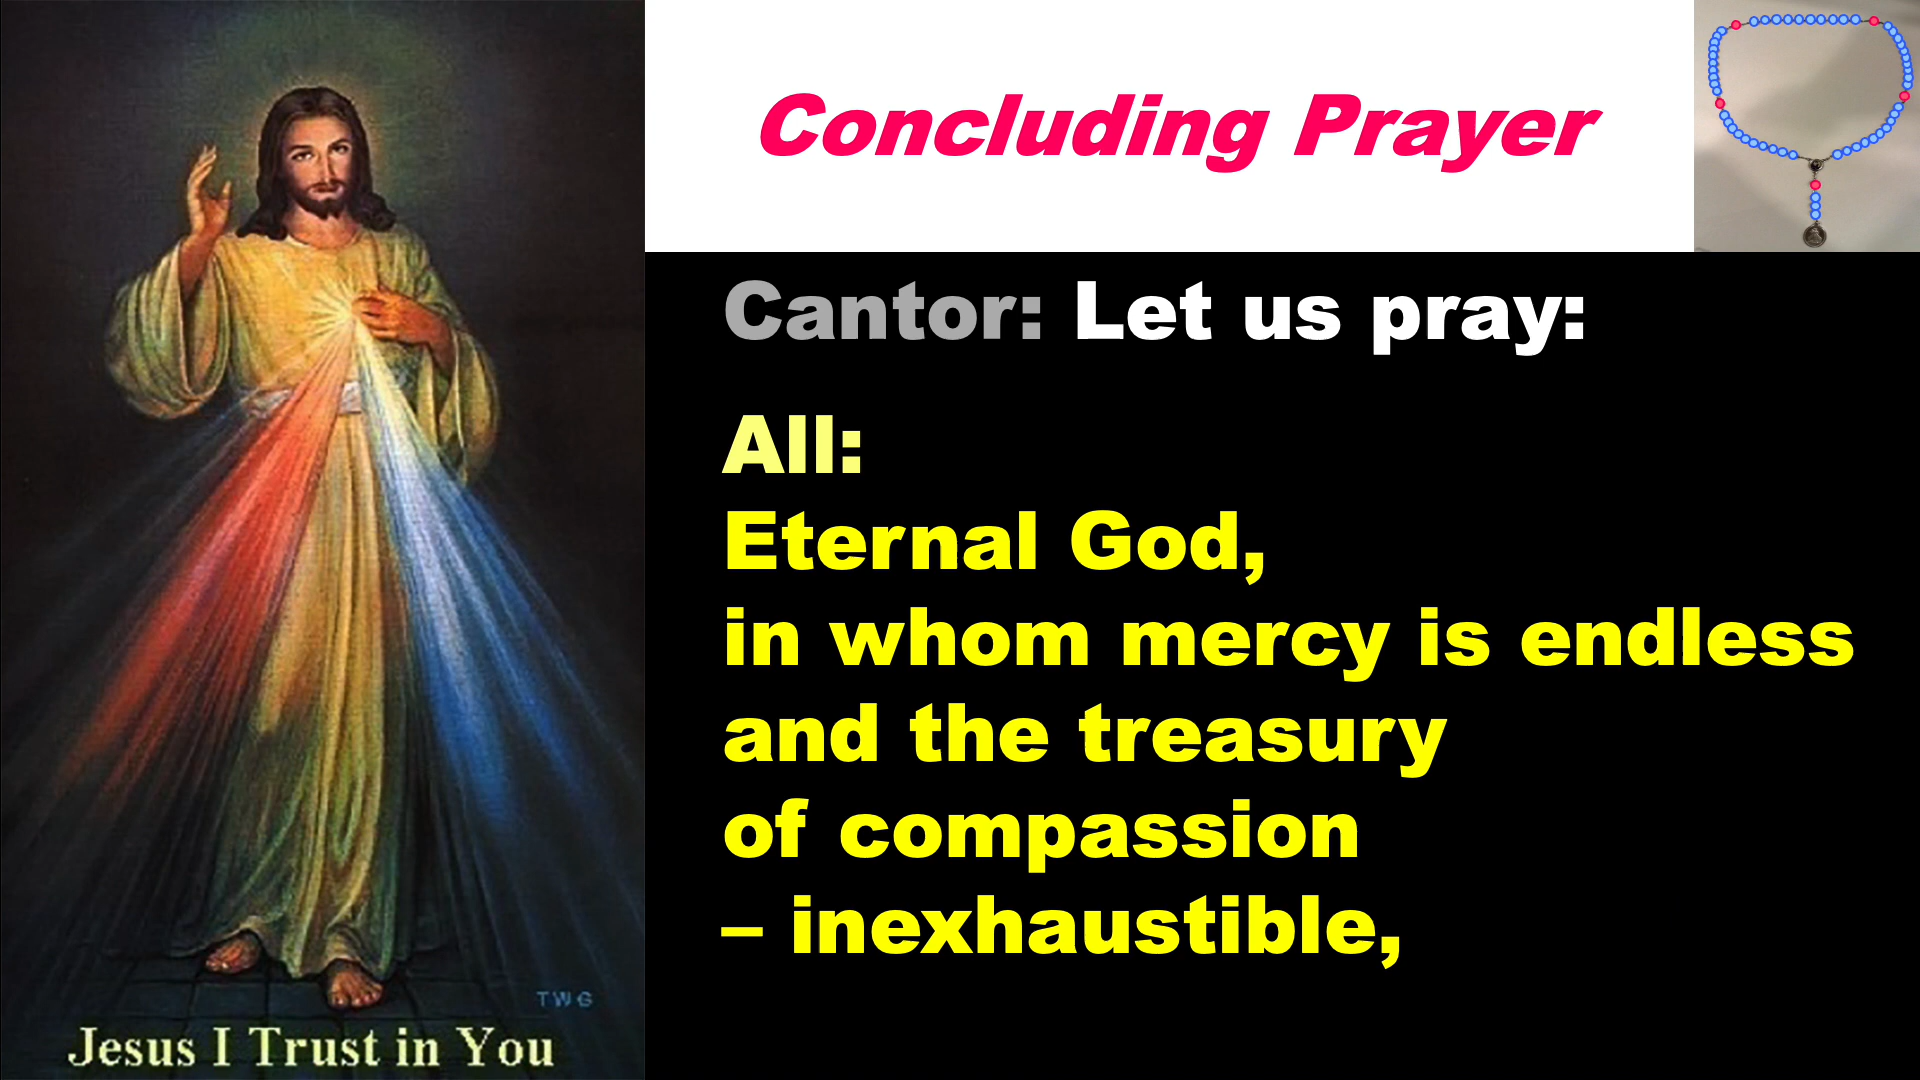 Concluding Prayer
Cantor: Let us pray:
All:
Eternal God,
in whom mercy is endless
and the treasury
of compassion
– inexhaustible,
TWG
Jesus I Trust in You